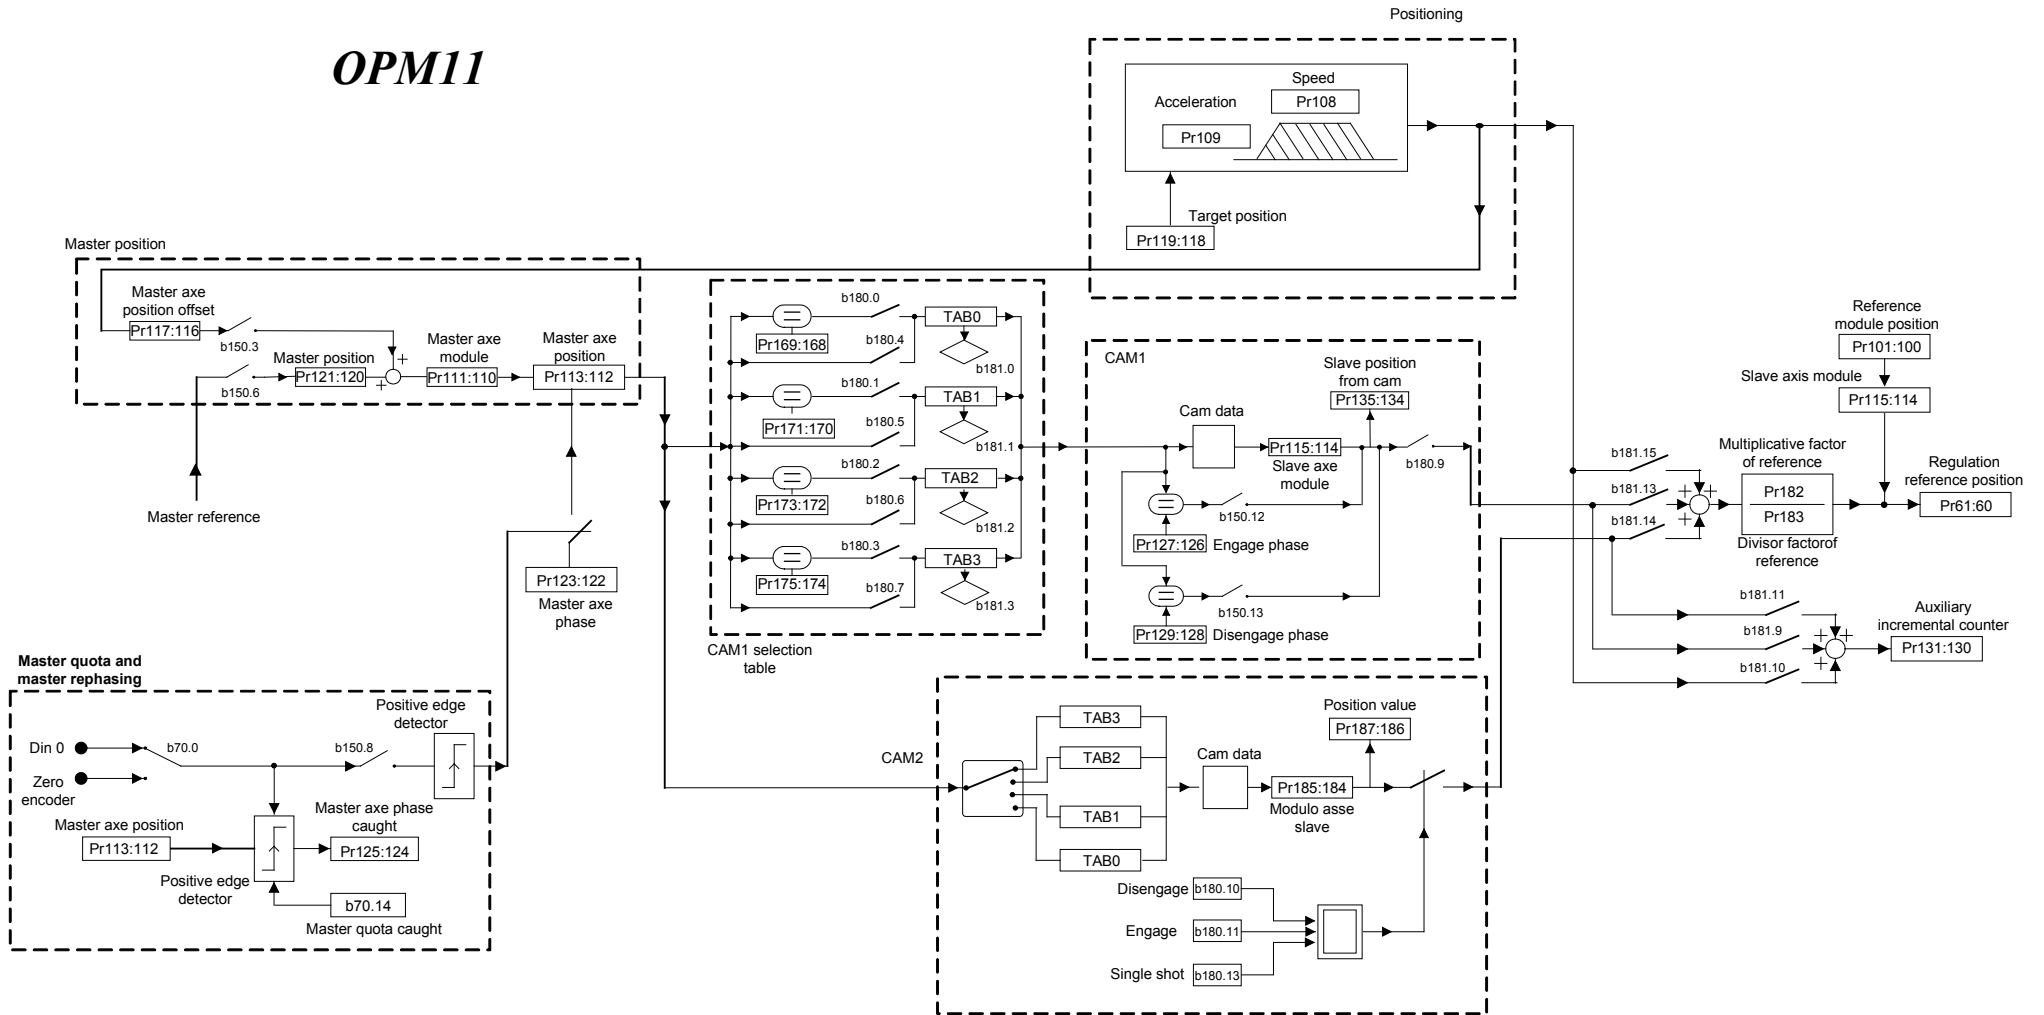 OPM11
Positioning
Speed
Pr108
Acceleration
Pr109
Target position
Pr119:118
Master position
Master axe
position offset
Pr117:116
b150.3
Master position
Pr121:120
b150.6
+
+
Master axe
module
Pr111:110
Master axe
position
Pr113:112
Master reference
Pr123:122
Master axe
phase
b180.0
Pr169:168
b180.4
TAB0
b181.0
b180.1
Pr171:170
b180.5
TAB1
b181.1
b180.2
Pr173:172
b180.6
TAB2
b181.2
b180.3
Pr175:174
b180.7
TAB3
b181.3
CAM1 selection
table
CAM1
Slave position
from cam
Pr135:134
Cam data
Pr115:114
Slave axe
module
b180.9
b150.12
Pr127:126
Engage phase
b150.13
Pr129:128
Disengage phase
Reference
module position
Pr101:100
Slave axis module
Pr115:114
b181.15
b181.13
b181.14
+
+
+
Multiplicative factor
of reference
Pr182
Pr183
Divisor factorof
reference
Regulation
reference position
Pr61:60
b181.11
b181.9
b181.10
+
+
+
Auxiliary
incremental counter
Pr131:130
Master quota and
master rephasing
Din 0
Zero
encoder
b70.0
b150.8
Positive edge
detector
Master axe position
Pr113:112
Master axe phase
caught
Pr125:124
Positive edge
detector
b70.14
Master quota caught
CAM2
TAB3
TAB2
TAB1
TAB0
Cam data
Position value
Pr187:186
Pr185:184
Modulo asse
slave
Disengage
b180.10
Engage
b180.11
Single shot
b180.13